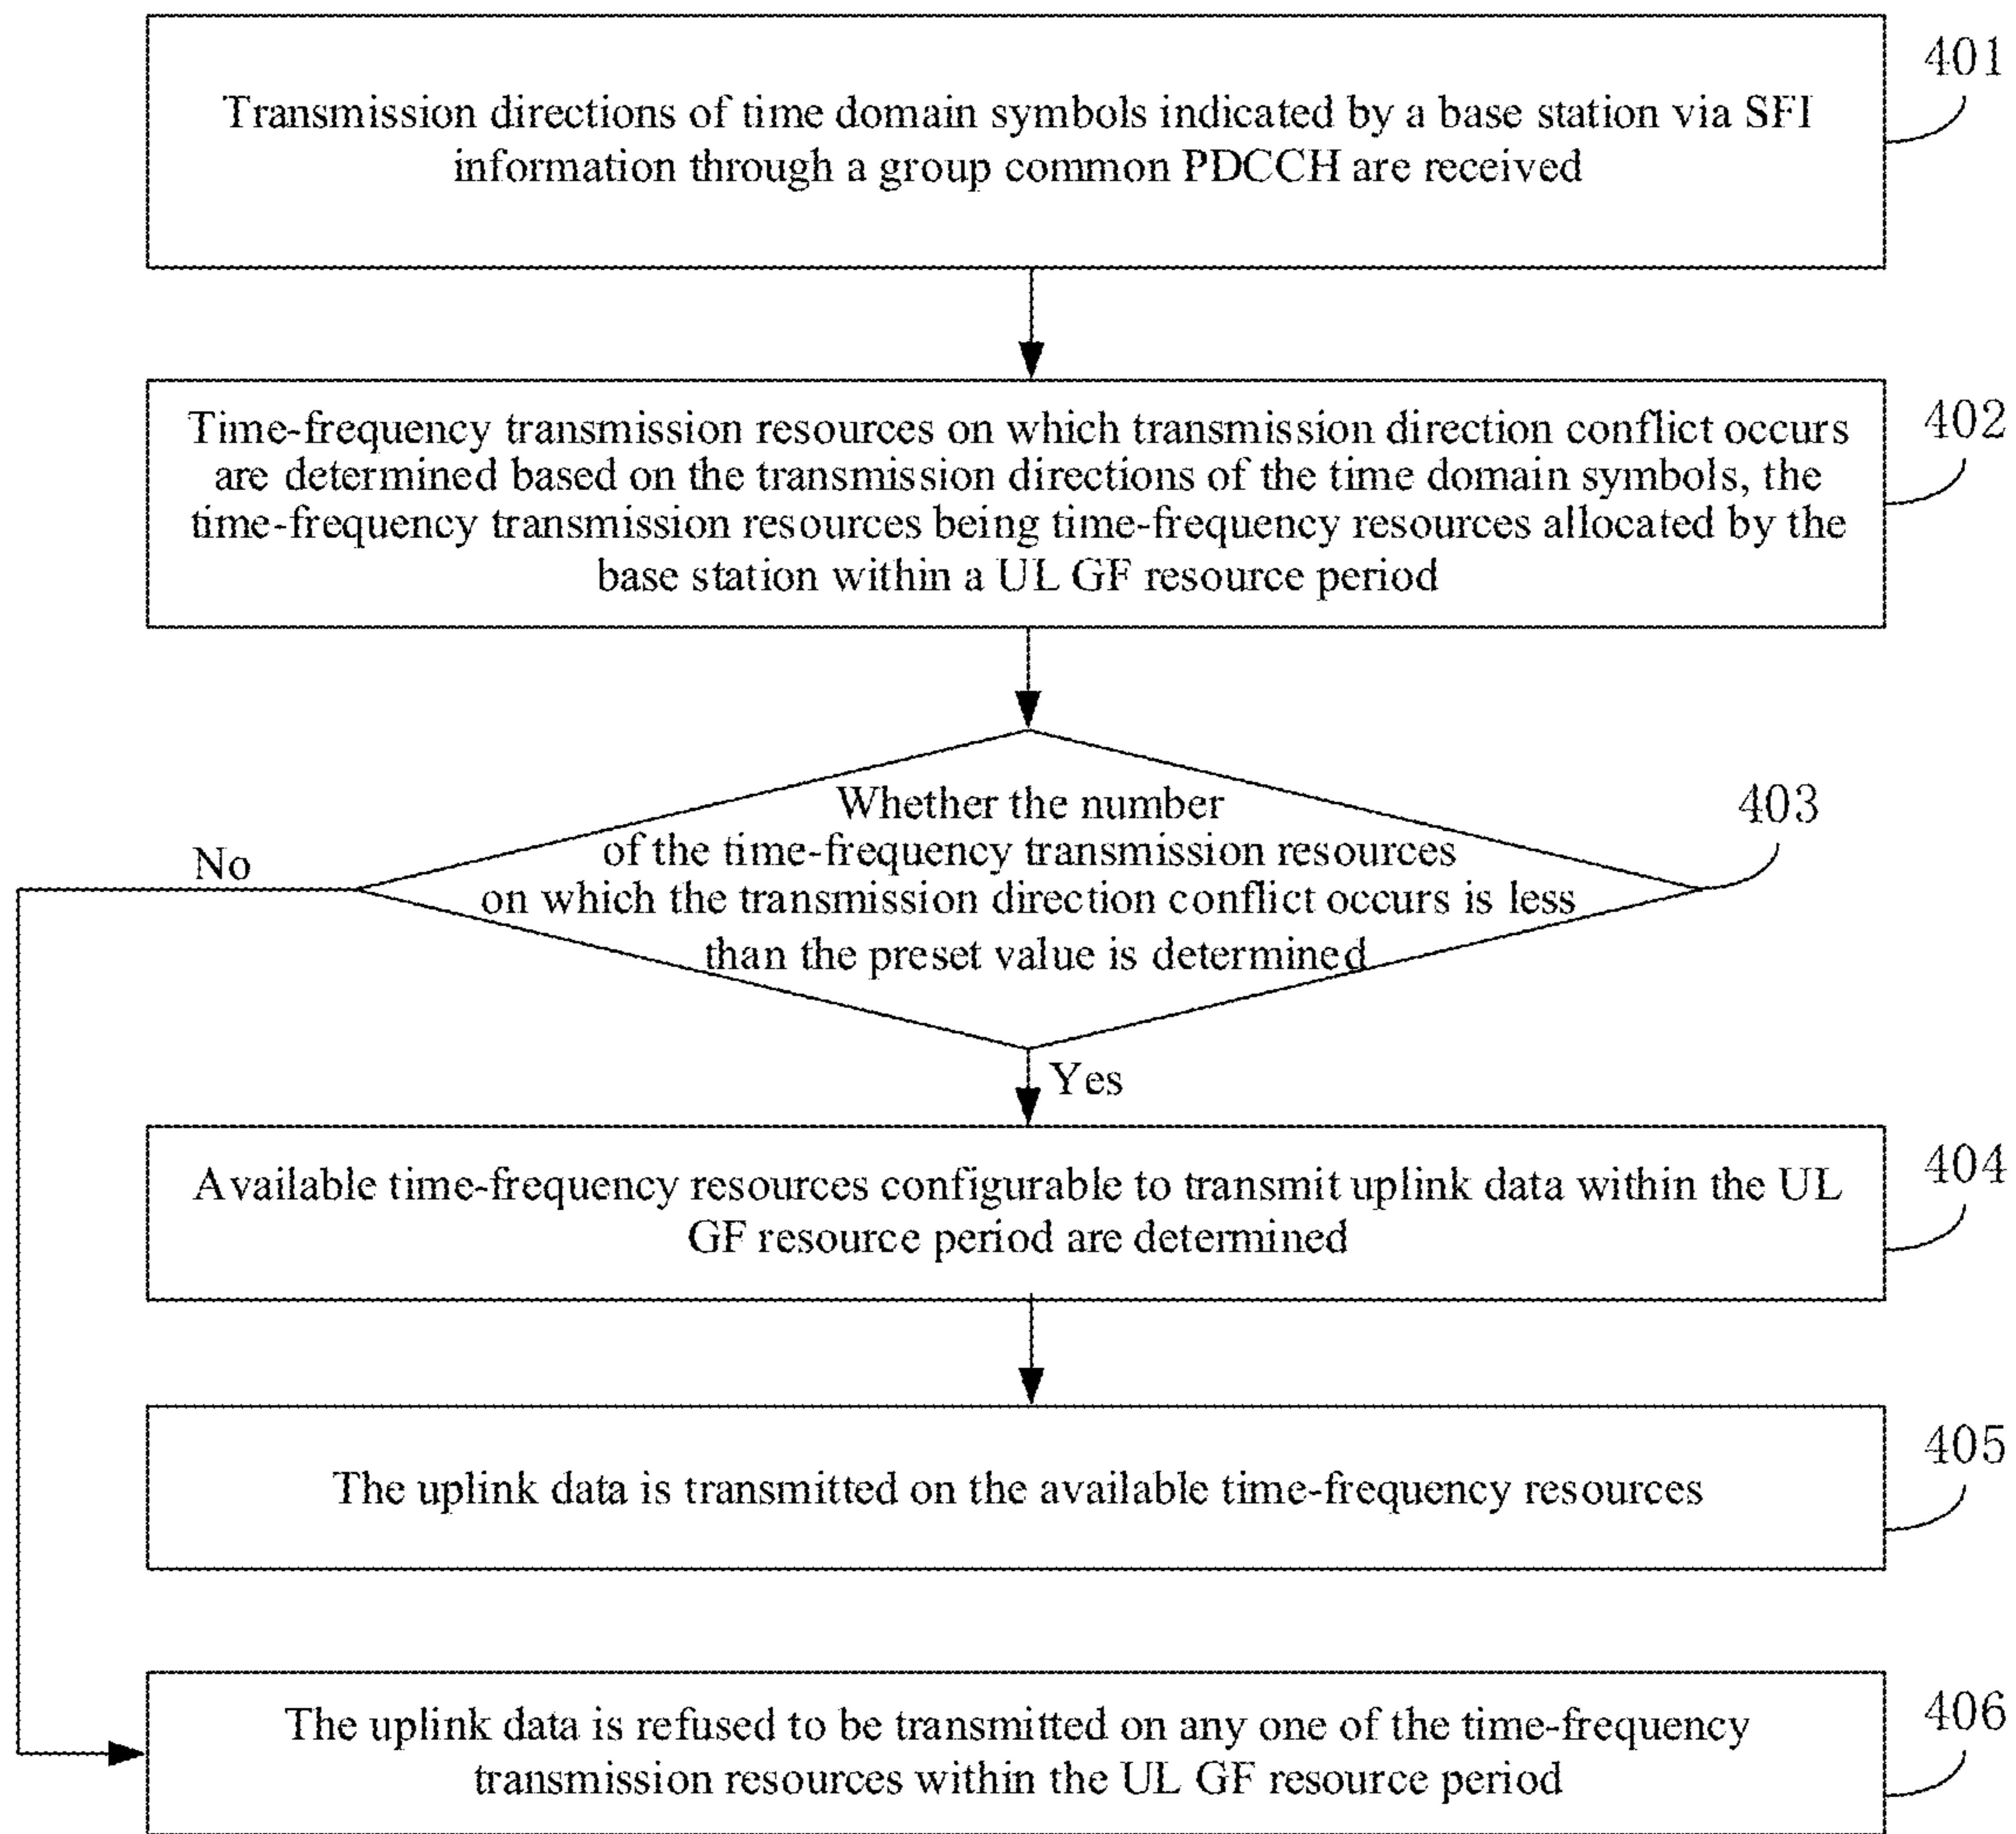 Transmission directions of time domain symbols indicated by a base station via SFI
information through a group common PDCCH are received
401
Time-frequency transmission resources on which transmission direction conflict occurs
are determined based on the transmission directions of the time domain symbols, the
time-frequency transmission resources being time-frequency resources allocated by the
base station within a UL GF resource period
402
Whether the number
of the time-frequency transmission resources
on which the transmission direction conflict occurs is less
than the preset value is determined
403
No
Yes
Available time-frequency resources configurable to transmit uplink data within the UL
GF resource period are determined
404
The uplink data is transmitted on the available time-frequency resources
405
The uplink data is refused to be transmitted on any one of the time-frequency
transmission resources within the UL GF resource period
406